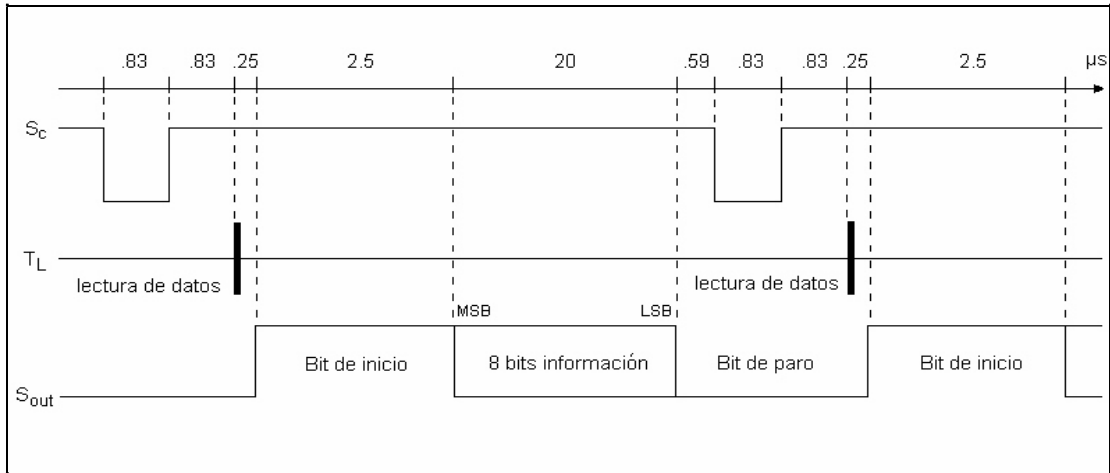 .83 .83 .25 2.5 20 .59 .83 .83 .25 2.5 µs
Sc
TL
lectura de datos lectura de datos
MSB LSB
Bit de inicio 8 bits información Bit de paro Bit de inicio
Sout